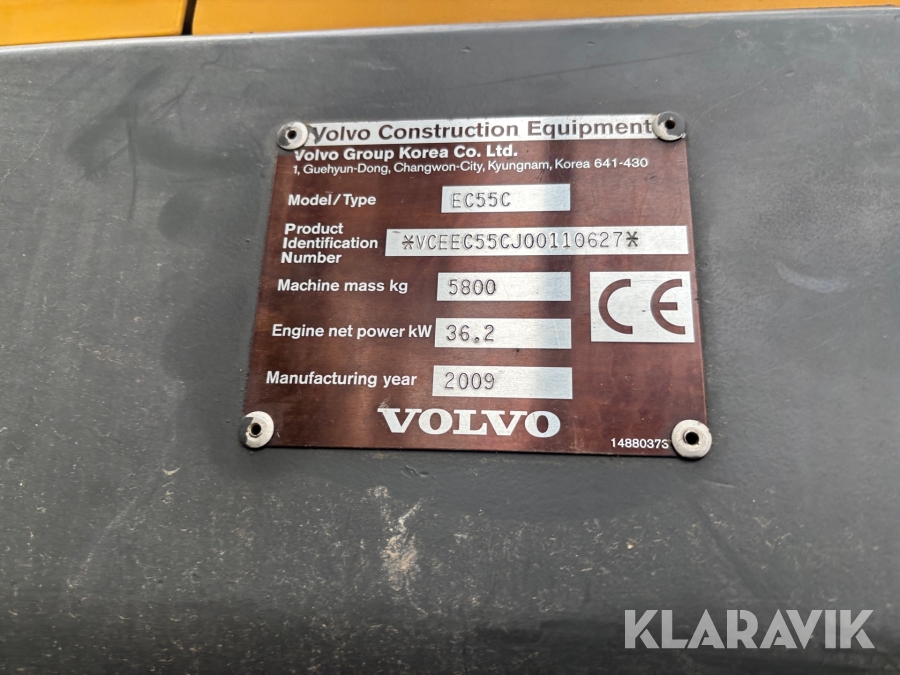 Volvo Construction Equipment
Volvo Group Korea Co. Ltd.
1, Guehyun-Dong, Changwon-City, Kyungnam, Korea 641-430
Model/Type EC55C
Product Identification Number *VCEEC55CJ00110627*
Machine mass kg 5800
CE
Engine net power kW 36.2
Manufacturing year 2009
VOLVO
KLARAVIK